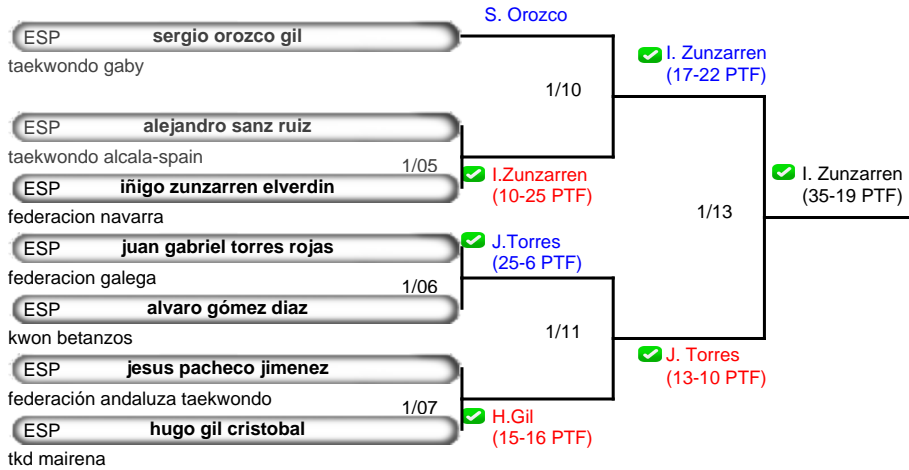 S. Orozco
ESP sergio orozco gil
taekwondo gaby
I. Zunzarren
(17-22 PTF)
1/10
ESP alejandro sanz ruiz
taekwondo alcala-spain
1/05
I.Zunzarren
(10-25 PTF)
ESP iñigo zunzarren elverdin
federacion navarra
I. Zunzarren
(35-19 PTF)
1/13
ESP juan gabriel torres rojas
federacion galega
J.Torres
(25-6 PTF)
1/06
ESP alvaro gómez diaz
kwon betanzos
1/11
ESP jesus pacheco jimenez
federación andaluza taekwondo
J. Torres
(13-10 PTF)
1/07
H.Gil
(15-16 PTF)
ESP hugo gil cristobal
tkd mairena